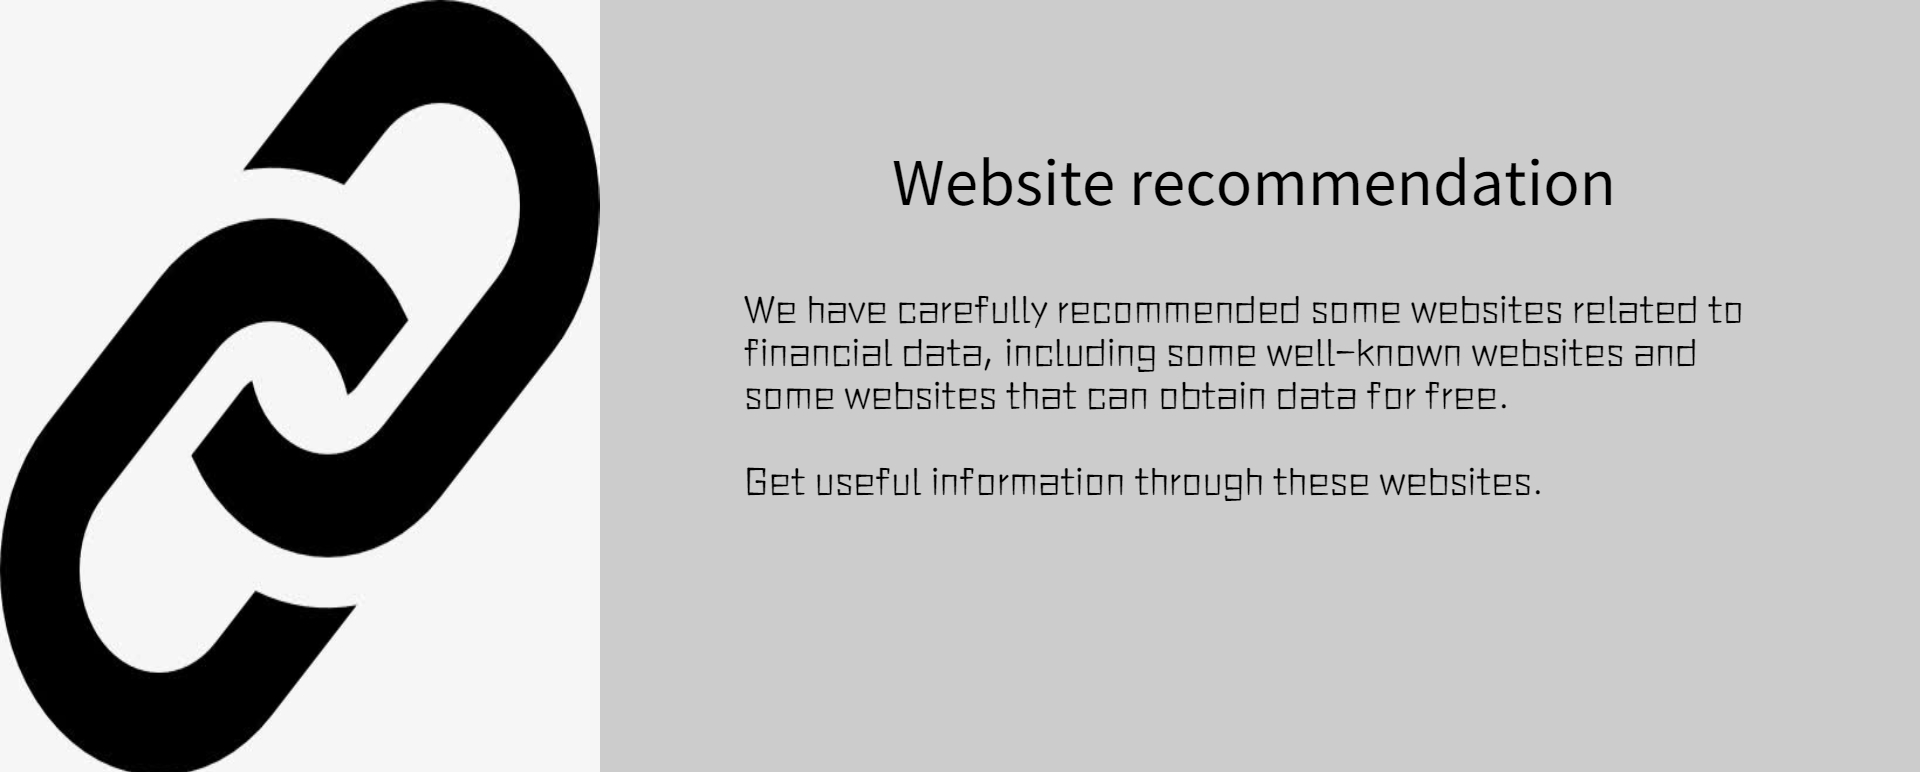 Website recommendation
We have carefully recommended some websites related to
financial data, including some well-known websites and
some websites that can obtain data for free.
Get useful information through these websites.